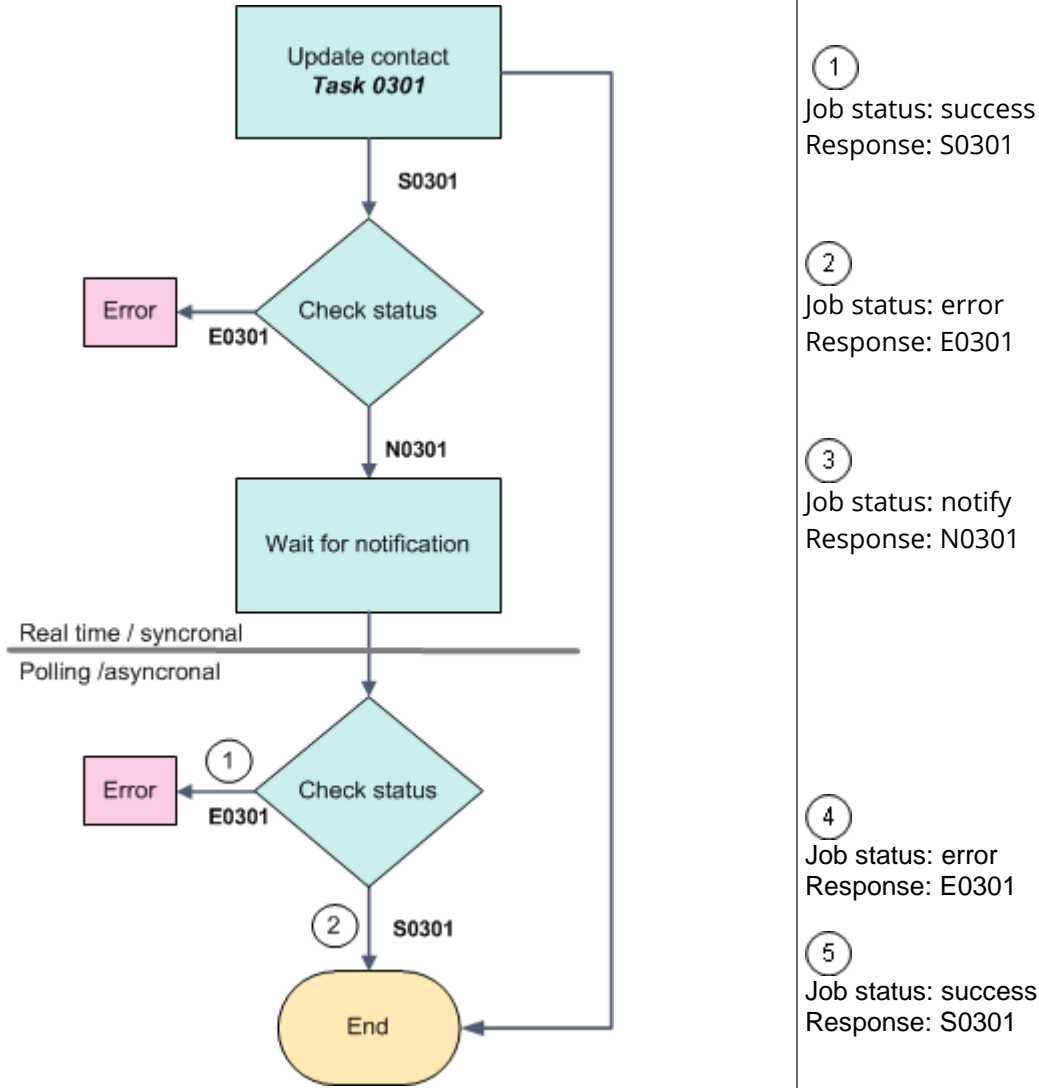 Update contact
Task 0301
S0301
Check status
Error
E0301
N0301
Wait for notification
Real time / syncronal
Polling /asyncronal
1
Check status
Error
E0301
2
S0301
End
1
Job status: success
Response: S0301
2
Job status: error
Response: E0301
3
Job status: notify
Response: N0301
4
Job status: error
Response: E0301
5
Job status: success
Response: S0301